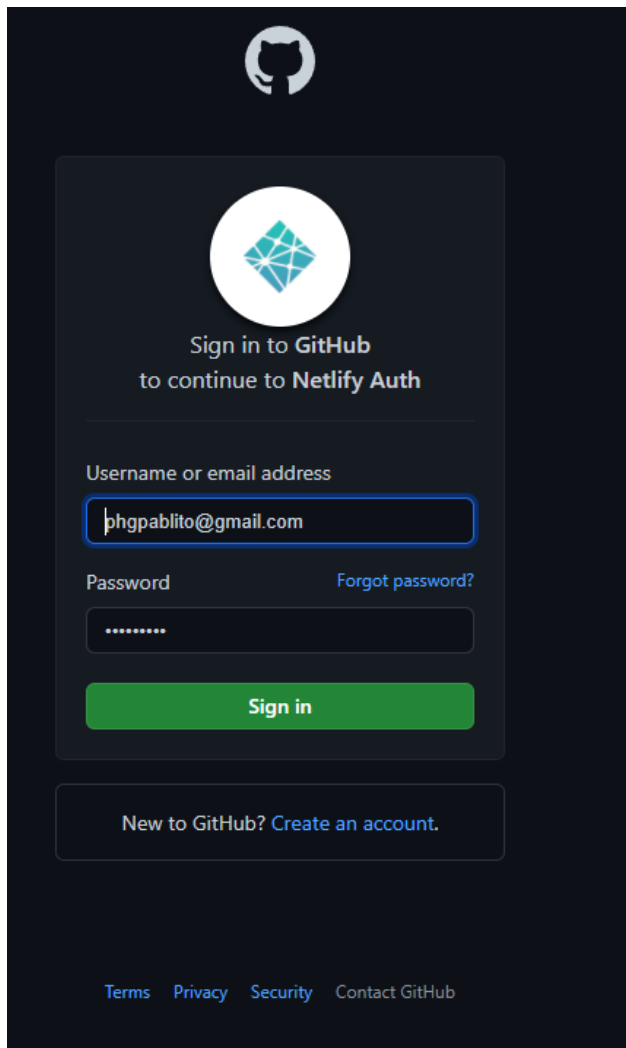 Sign in to GitHub
to continue to Netlify Auth
Username or email address
phgpablito@gmail.com
Password Forgot password?
•••••••••
Sign in
New to GitHub? Create an account.
Terms Privacy Security Contact GitHub